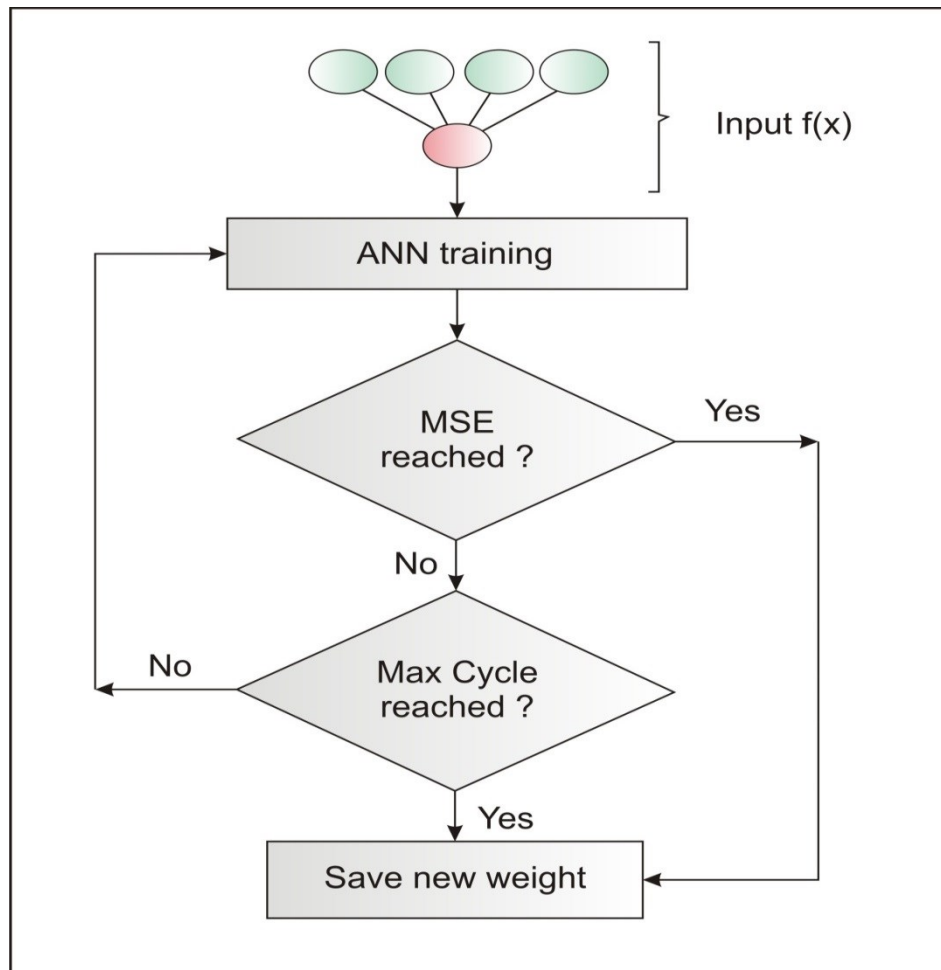 Input f(x)
ANN training
MSE
reached ?
Yes
No
Max Cycle
reached ?
No
Yes
Save new weight